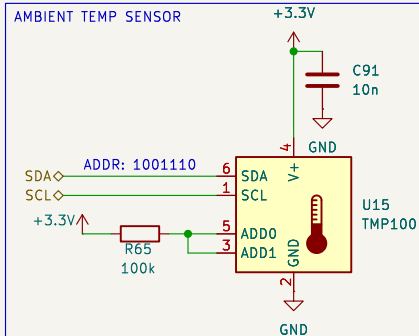 AMBIENT TEMP SENSOR
+3.3V
C91
10n
4
GND
V+
ADDR: 1001110
SDA
6
SDA
SCL
1
SCL
U15
TMP100
+3.3V
5
ADD0
R65
3
ADD1
100k
GND
2
GND